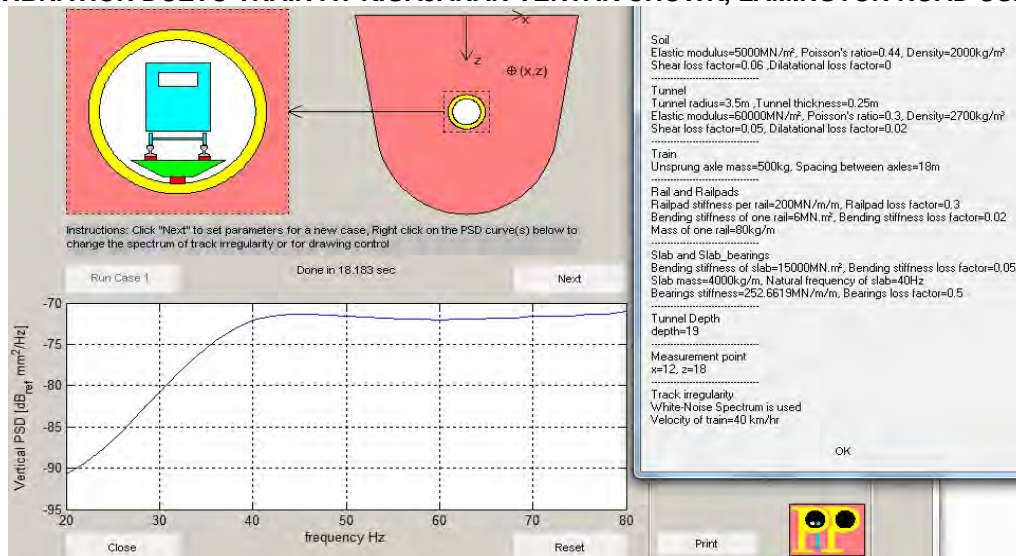 VIBRATION DUE TO TRAIN AT
ROAD
x
z
⊕ (x,z)
Instructions: Click "Next" to set parameters for a new case, Right click on the PSD curve(s) below to
change the spectrum of track irregularity or for drawing control
Run Case 1
Done in 18.183 sec
Next
Vertical PSD [dBref mm²/Hz]
-70
-75
-80
-85
-90
-95
20 30 40 50 60 70 80
frequency Hz
Close
Reset
Print
Soil
Elastic modulus=5000MN/m², Poisson's ratio=0.44, Density=2000kg/m³
Shear loss factor=0.06 ,Dilatational loss factor=0
Tunnel
Tunnel radius=3.5m ,Tunnel thickness=0.25m
Elastic modulus=60000MN/m², Poisson's ratio=0.3, Density=2700kg/m³
Shear loss factor=0.05, Dilatational loss factor=0.02
Train
Unsprung axle mass=500kg, Spacing between axles=18m
Rail and Railpads
Railpad stiffness per rail=200MN/m/m, Railpad loss factor=0.3
Bending stiffness of one rail=6MN.m², Bending stiffness loss factor=0.02
Mass of one rail=80kg/m
Slab and Slab_bearings
Bending stiffness of slab=15000MN.m², Bending stiffness loss factor=0.05
Slab mass=4000kg/m, Natural frequency of slab=40Hz
Bearings stiffness=252.6619MN/m/m, Bearings loss factor=0.5
Tunnel Depth
depth=19
Measurement point
x=12, z=18
Track irregularity
White-Noise Spectrum is used
Velocity of train=40 km/hr
OK